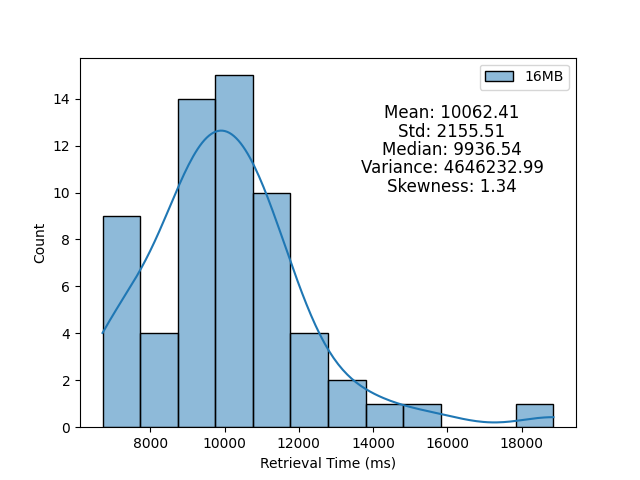 16MB
Mean: 10062.41
Std: 2155.51
Median: 9936.54
Variance: 4646232.99
Skewness: 1.34
Count
14
12
10
8
6
4
2
0
8000 10000 12000 14000 16000 18000
Retrieval Time (ms)